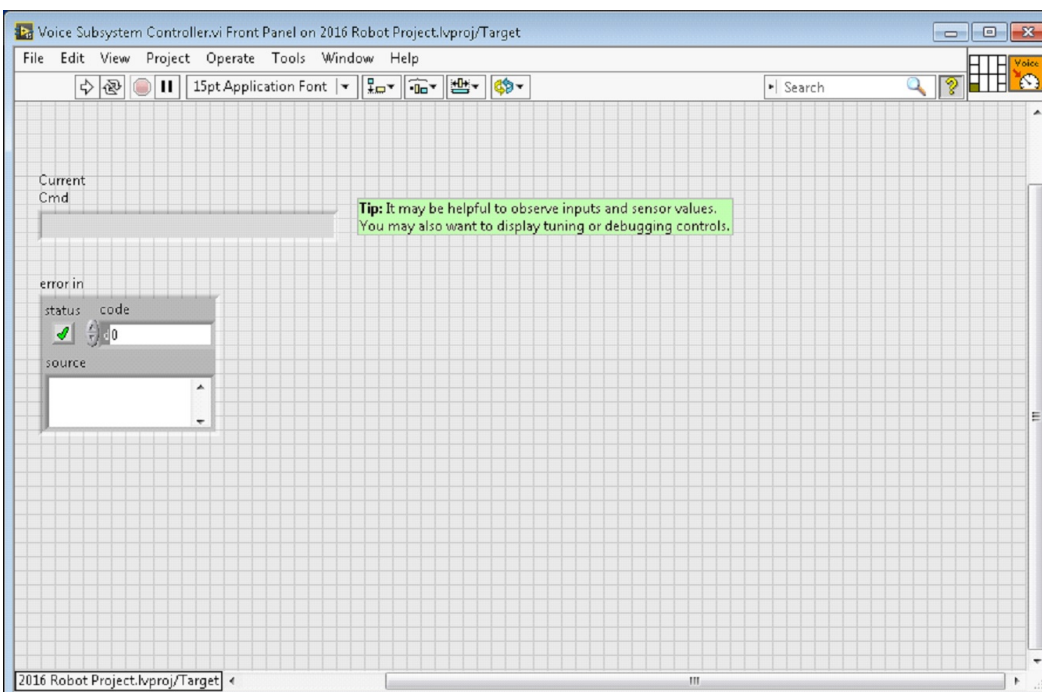 Voice Subsystem Controller.vi Front Panel on 2016 Robot Project.lvproj/Target
File Edit View Project Operate Tools Window Help
15pt Application Font
Search
Voice
Current
Cmd
Tip: It may be helpful to observe inputs and sensor values.
You may also want to display tuning or debugging controls.
error in
status code
d0
source
2016 Robot Project.lvproj/Target